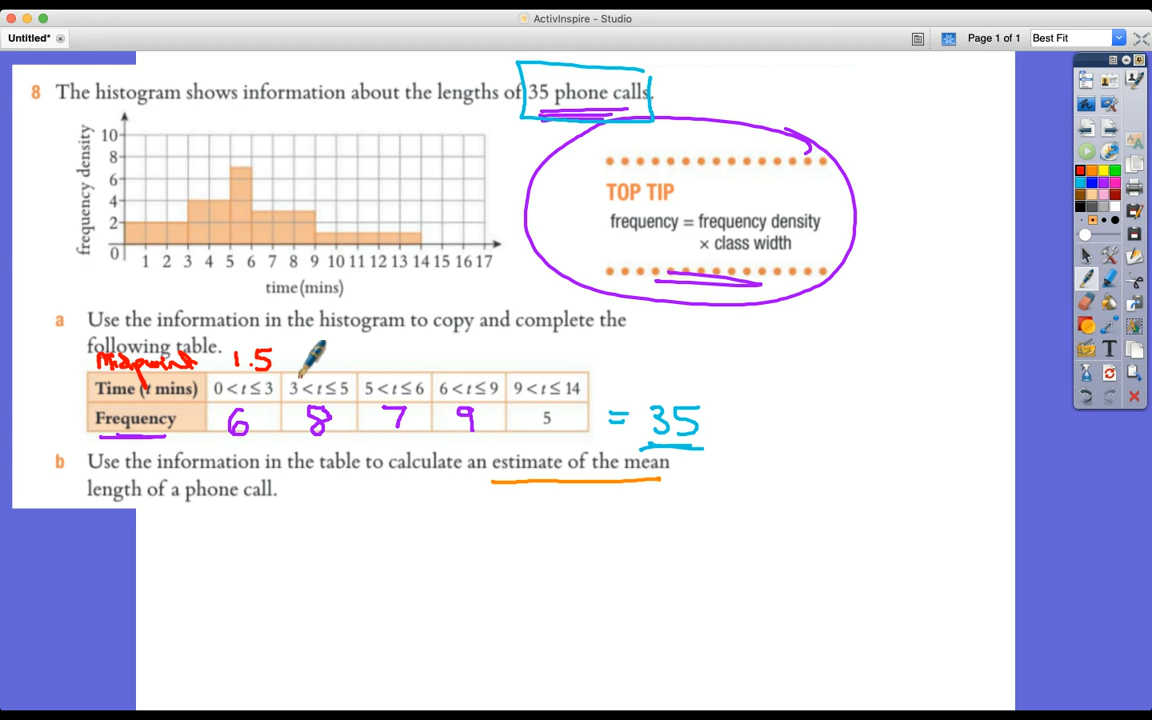 ActivInspire - Studio
Untitled*
Page 1 of 1
Best Fit
8 The histogram shows information about the lengths of 35 phone calls.
frequency density
10
8
6
4
2
0
1 2 3 4 5 6 7 8 9 10 11 12 13 14 15 16 17
time (mins)
TOP TIP
frequency = frequency density
× class width
a Use the information in the histogram to copy and complete the
following table.
Midpoint 1.5
Time (t mins) 0 < t ≤ 3 3 < t ≤ 5 5 < t ≤ 6 6 < t ≤ 9 9 < t ≤ 14
Frequency 6 8 7 9 5 = 35
b Use the information in the table to calculate an estimate of the mean
length of a phone call.